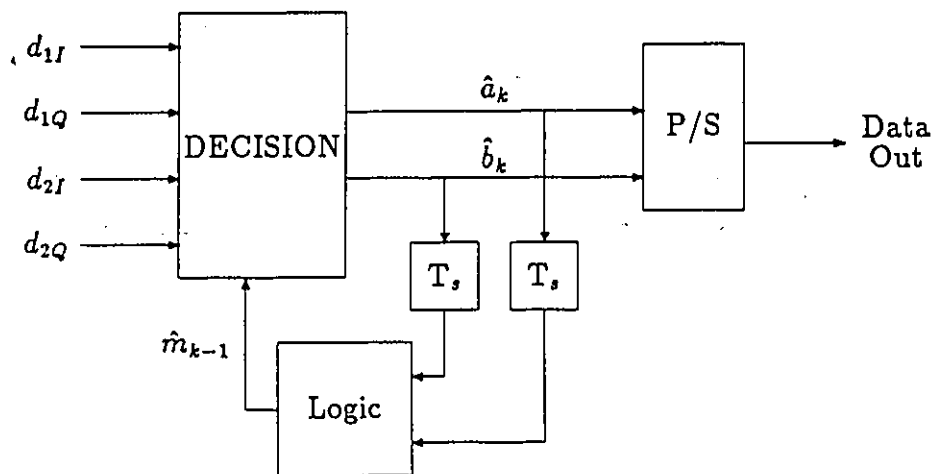 d₁I
d₁Q
d₂I
d₂Q
DECISION
âₖ
b̂ₖ
P/S
Data
Out
Tₛ
Tₛ
m̂ₖ₋₁
Logic